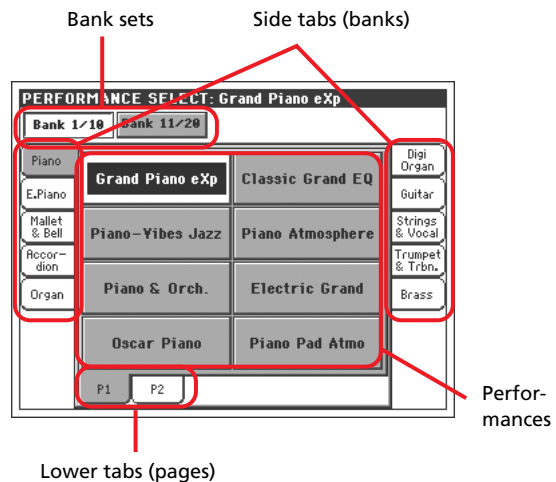 Bank sets
Side tabs (banks)
PERFORMANCE SELECT: Grand Piano eXp
Bank 1/10
Bank 11/20
Piano
E.Piano
Mallet
& Bell
Accor-
dion
Organ
Grand Piano eXp
Classic Grand EQ
Piano-Vibes Jazz
Piano Atmosphere
Piano & Orch.
Electric Grand
Oscar Piano
Piano Pad Atmo
Digi
Organ
Guitar
Strings
& Vocal
Trumpet
& Trbn.
Brass
P1
P2
Perfor-
mances
Lower tabs (pages)